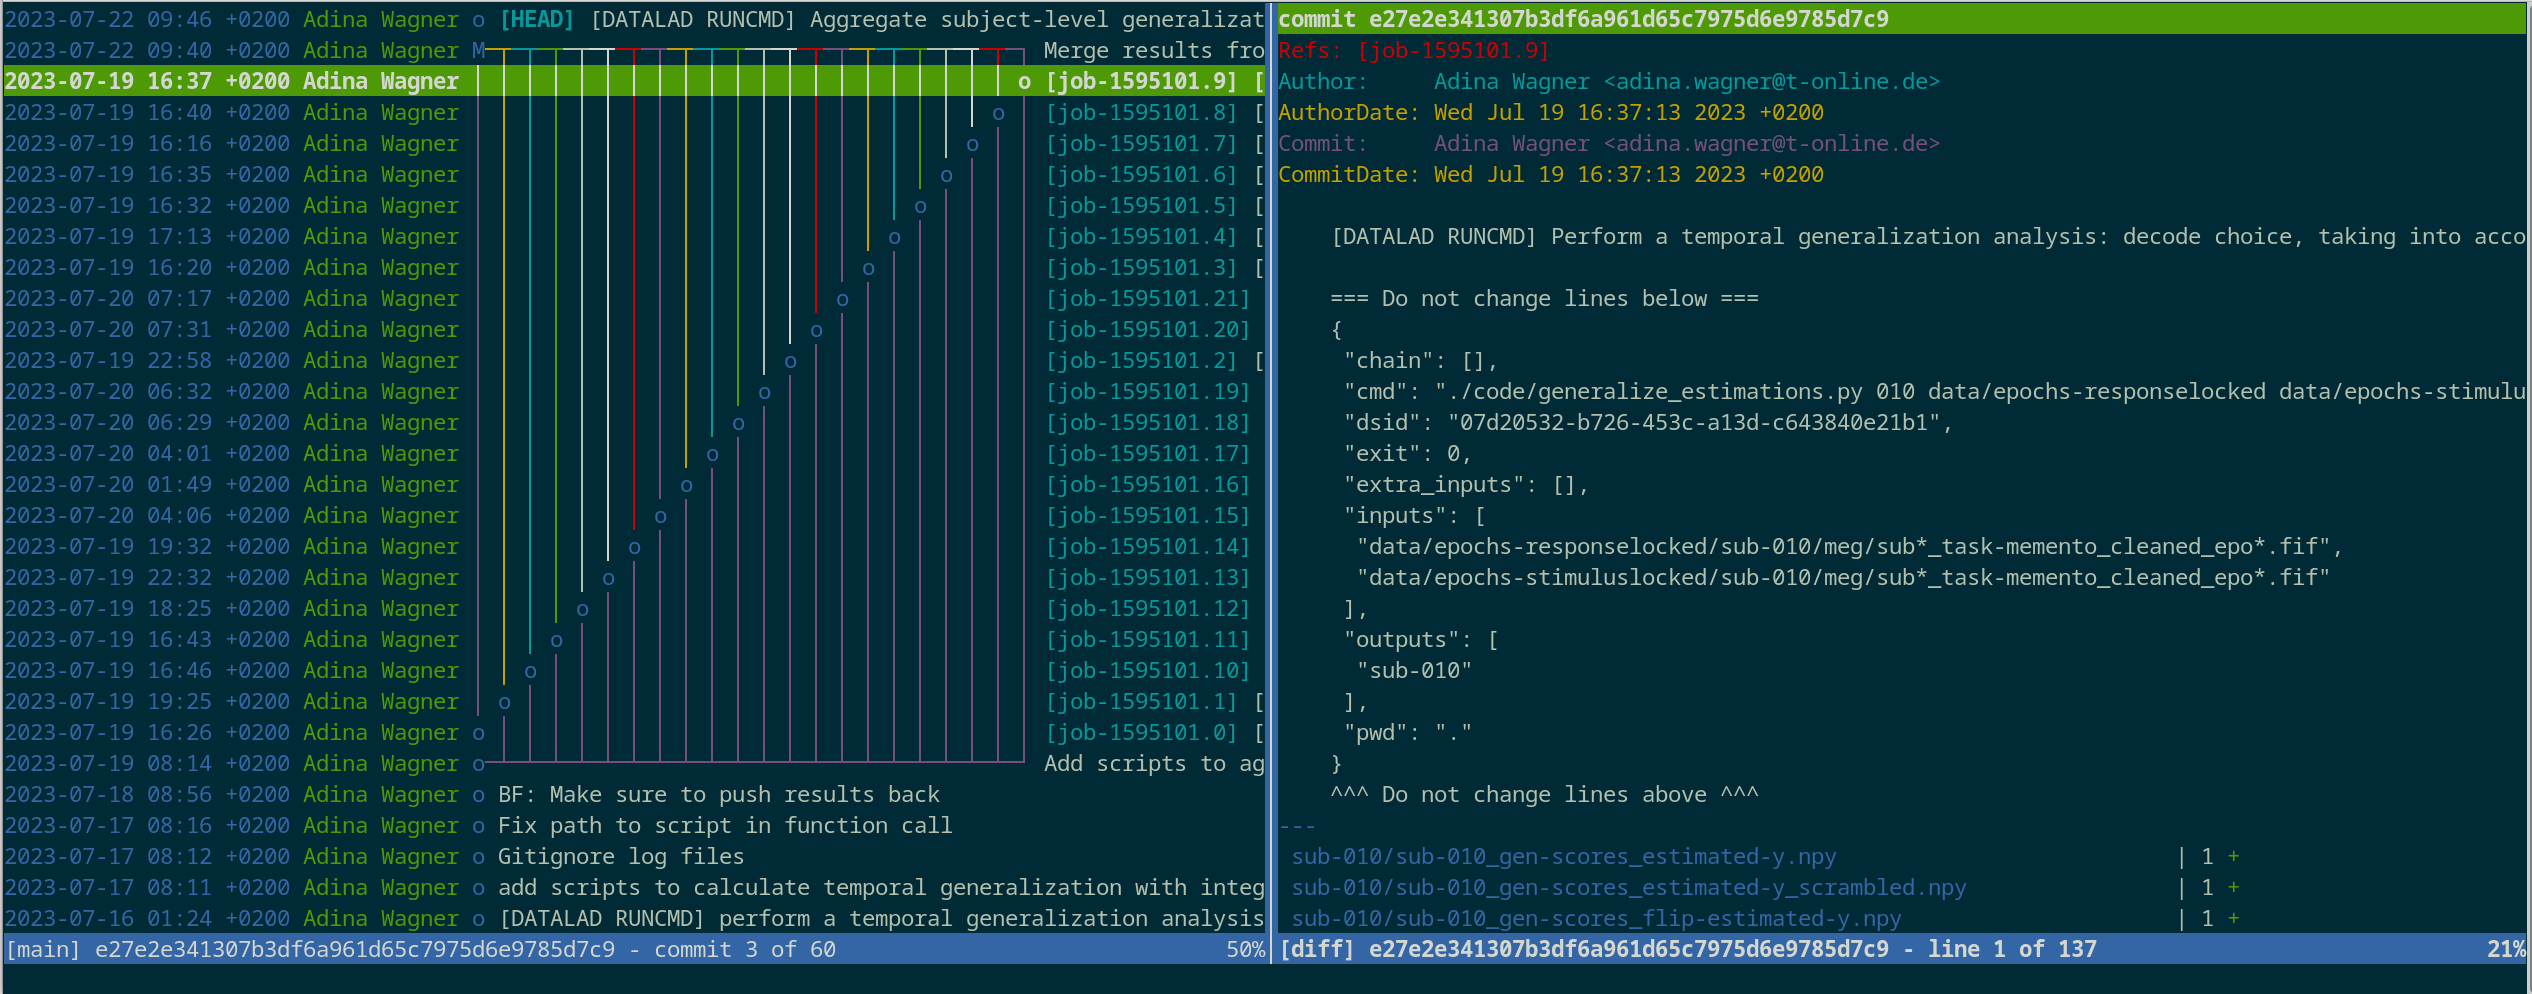 2023-07-22 09:46 +0200 Adina Wagner o [HEAD] [DATALAD RUNCMD] Aggregate subject-level generalizat
2023-07-22 09:40 +0200 Adina Wagner M Merge results fro
2023-07-19 16:37 +0200 Adina Wagner o [job-1595101.9] [
2023-07-19 16:40 +0200 Adina Wagner o [job-1595101.8] [
2023-07-19 16:16 +0200 Adina Wagner o [job-1595101.7] [
2023-07-19 16:35 +0200 Adina Wagner o [job-1595101.6] [
2023-07-19 16:32 +0200 Adina Wagner o [job-1595101.5] [
2023-07-19 17:13 +0200 Adina Wagner o [job-1595101.4] [
2023-07-19 16:20 +0200 Adina Wagner o [job-1595101.3] [
2023-07-20 07:17 +0200 Adina Wagner o [job-1595101.21]
2023-07-20 07:31 +0200 Adina Wagner o [job-1595101.20]
2023-07-19 22:58 +0200 Adina Wagner o [job-1595101.2] [
2023-07-20 06:32 +0200 Adina Wagner o [job-1595101.19]
2023-07-20 06:29 +0200 Adina Wagner o [job-1595101.18]
2023-07-20 04:01 +0200 Adina Wagner o [job-1595101.17]
2023-07-20 01:49 +0200 Adina Wagner o [job-1595101.16]
2023-07-20 04:06 +0200 Adina Wagner o [job-1595101.15]
2023-07-19 19:32 +0200 Adina Wagner o [job-1595101.14]
2023-07-19 22:32 +0200 Adina Wagner o [job-1595101.13]
2023-07-19 18:25 +0200 Adina Wagner o [job-1595101.12]
2023-07-19 16:43 +0200 Adina Wagner o [job-1595101.11]
2023-07-19 16:46 +0200 Adina Wagner o [job-1595101.10]
2023-07-19 19:25 +0200 Adina Wagner o [job-1595101.1] [
2023-07-19 16:26 +0200 Adina Wagner o [job-1595101.0] [
2023-07-19 08:14 +0200 Adina Wagner o Add scripts to ag
2023-07-18 08:56 +0200 Adina Wagner o BF: Make sure to push results back
2023-07-17 08:16 +0200 Adina Wagner o Fix path to script in function call
2023-07-17 08:12 +0200 Adina Wagner o Gitignore log files
2023-07-17 08:11 +0200 Adina Wagner o add scripts to calculate temporal generalization with integ
2023-07-16 01:24 +0200 Adina Wagner o [DATALAD RUNCMD] perform a temporal generalization analysis
[main] e27e2e341307b3df6a961d65c7975d6e9785d7c9 - commit 3 of 60 50%
commit e27e2e341307b3df6a961d65c7975d6e9785d7c9
Refs: [job-1595101.9]
Author: Adina Wagner <adina.wagner@t-online.de>
AuthorDate: Wed Jul 19 16:37:13 2023 +0200
Commit: Adina Wagner <adina.wagner@t-online.de>
CommitDate: Wed Jul 19 16:37:13 2023 +0200
[DATALAD RUNCMD] Perform a temporal generalization analysis: decode choice, taking into acco
=== Do not change lines below ===
{
"chain": [],
"cmd": "./code/generalize_estimations.py 010 data/epochs-responselocked data/epochs-stimulu
"dsid": "07d20532-b726-453c-a13d-c643840e21b1",
"exit": 0,
"extra_inputs": [],
"inputs": [
"data/epochs-responselocked/sub-010/meg/sub*_task-memento_cleaned_epo*.fif",
"data/epochs-stimuluslocked/sub-010/meg/sub*_task-memento_cleaned_epo*.fif"
],
"outputs": [
"sub-010"
],
"pwd": "."
}
^^^ Do not change lines above ^^^
---
sub-010/sub-010_gen-scores_estimated-y.npy | 1 +
sub-010/sub-010_gen-scores_estimated-y_scrambled.npy | 1 +
sub-010/sub-010_gen-scores_flip-estimated-y.npy | 1 +
[diff] e27e2e341307b3df6a961d65c7975d6e9785d7c9 - line 1 of 137 21%